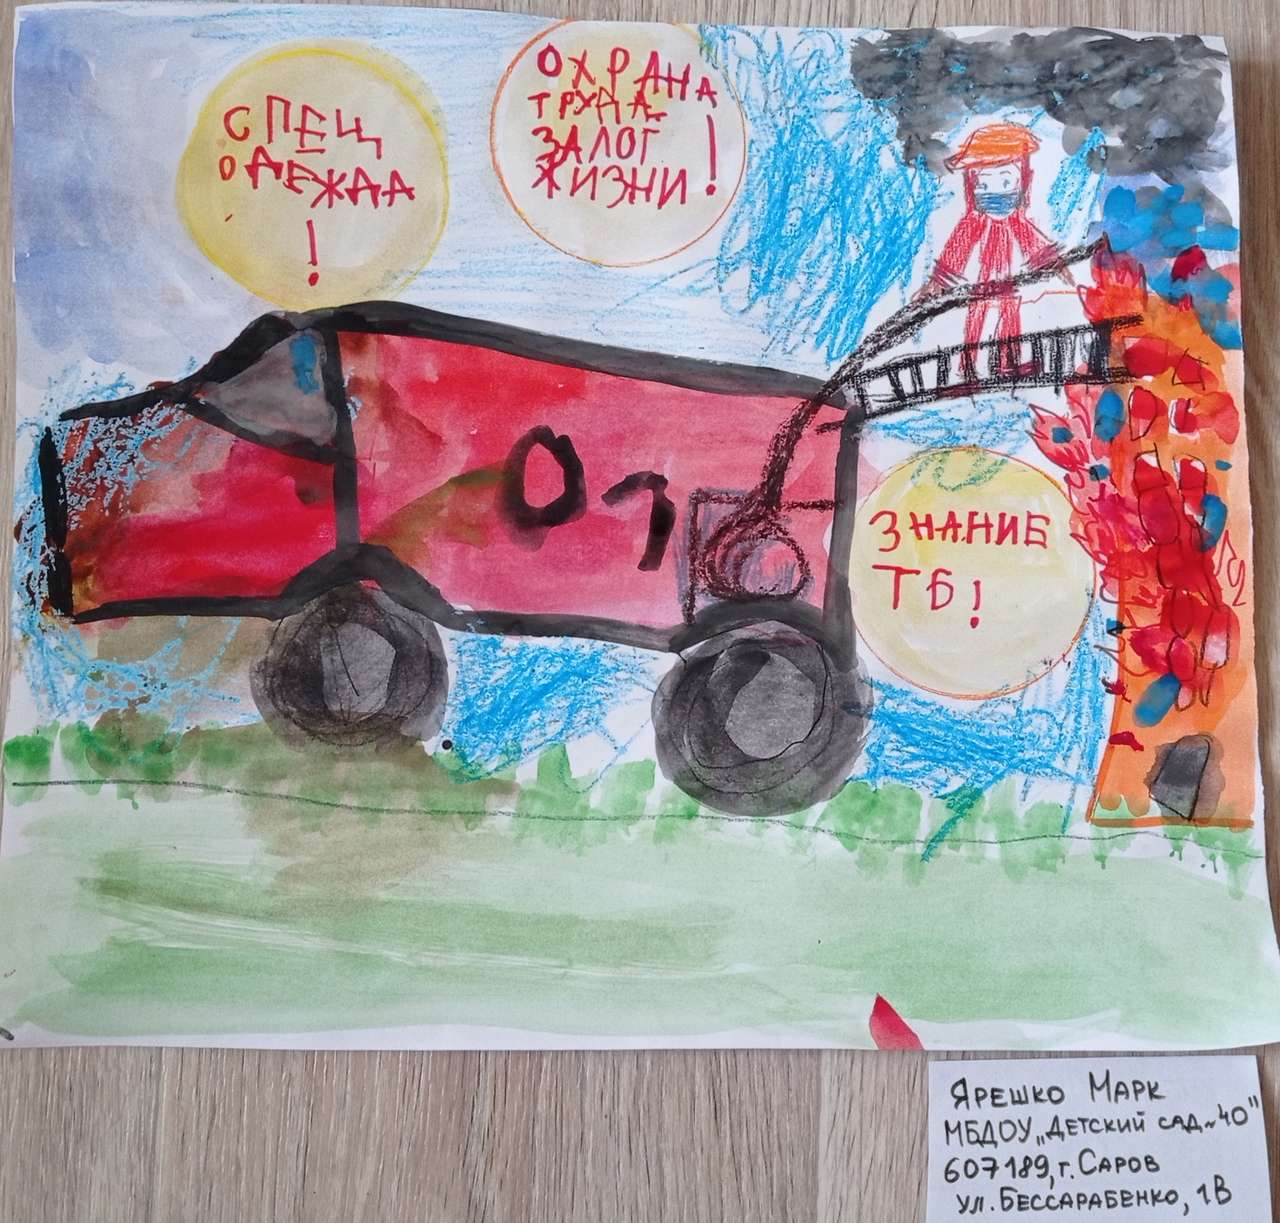 СПЕЦ
ОДЕЖДА
!
ОХРАНА
ТРУДА
ЗАЛОГ
ЖИЗНИ!
01
ЗНАНИЕ
ТБ!
ЯРЕШКО МАРК
МБДОУ „ДЕТСКИЙ САД ~40"
607189, г. САРОВ
УЛ. БЕССАРАБЕНКО, 1В